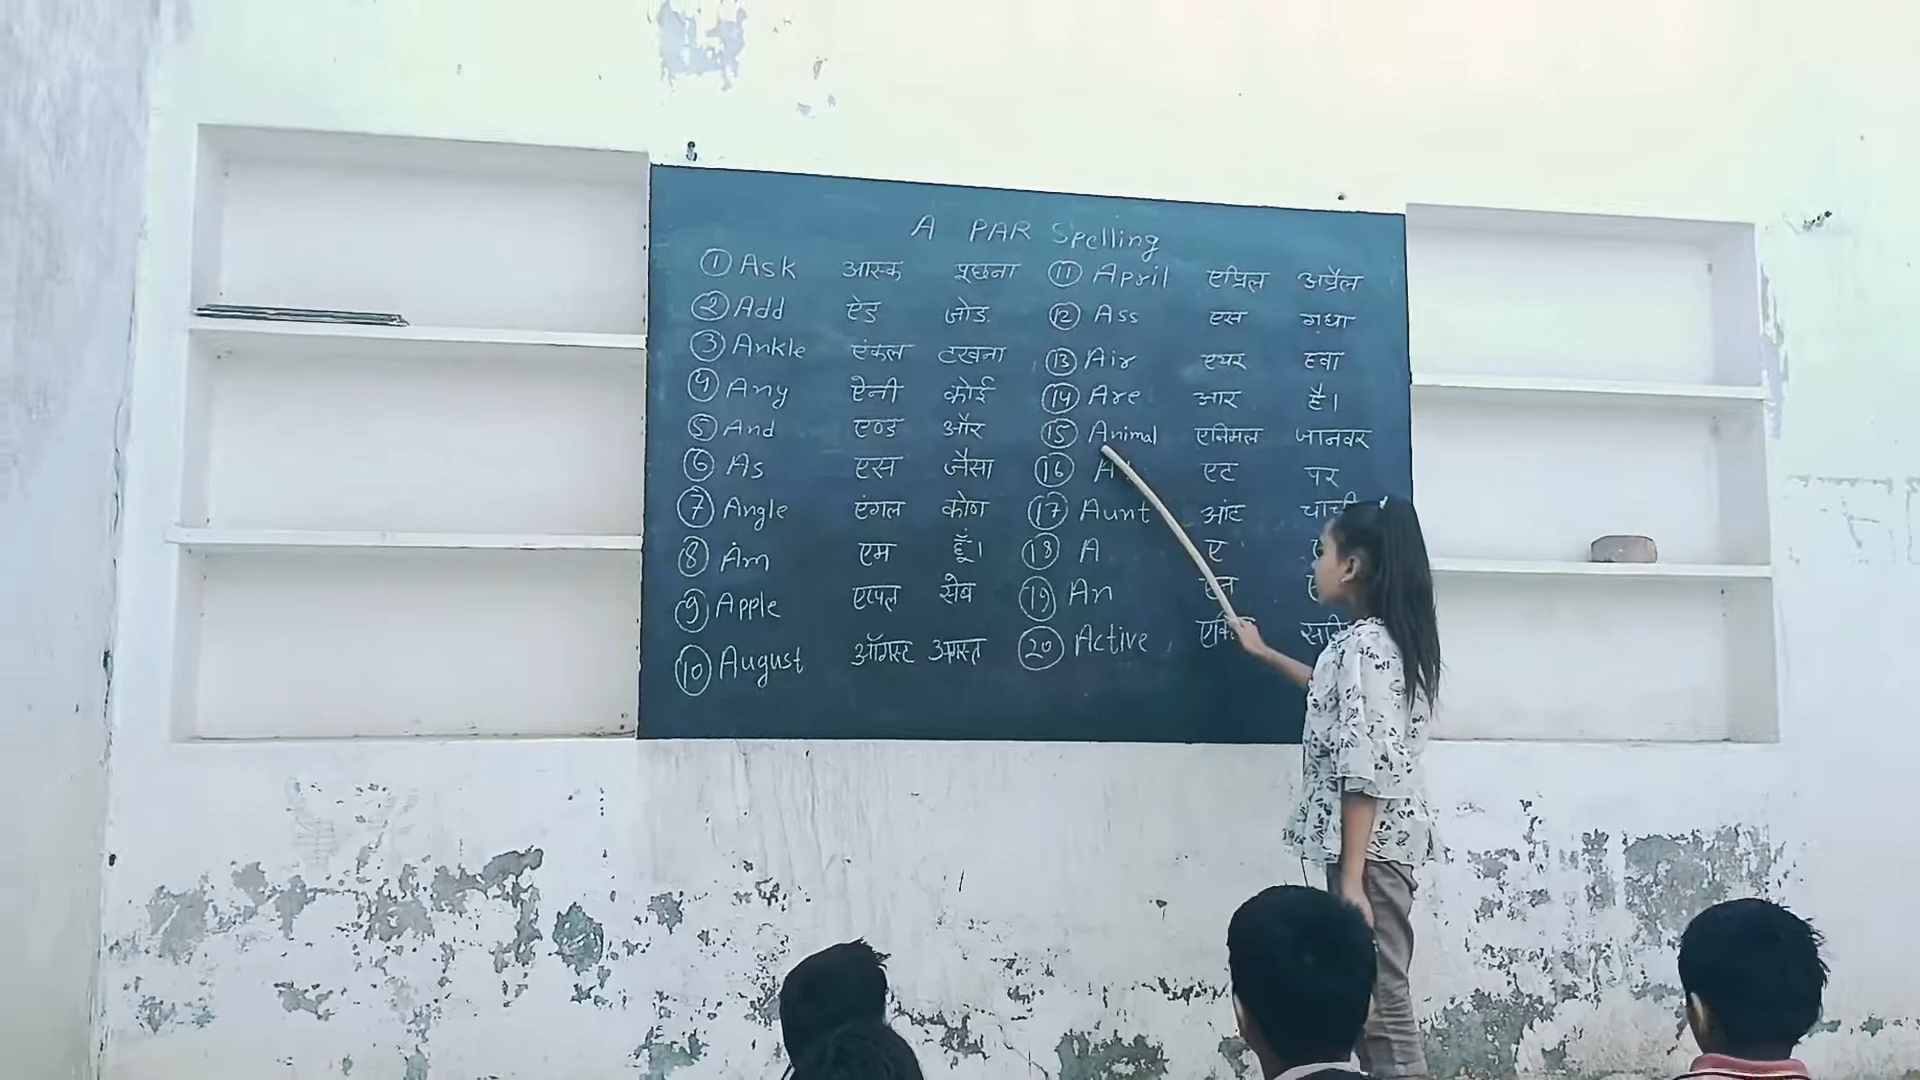 A PAR Spelling
① Ask आस्क पूछना
② Add ऐड जोड
③ Ankle एंकल टखना
④ Any ऐनी कोई
⑤ And एण्ड और
⑥ As एस जैसा
⑦ Angle एंगल कोण
⑧ Am एम हूँ।
⑨ Apple एप्पल सेब
⑩ August ऑगस्ट अगस्त
⑪ April एप्रिल अप्रैल
⑫ Ass एस गधा
⑬ Air एयर हवा
⑭ Are आर है।
⑮ Animal एनिमल जानवर
⑯ एट पर
⑰ Aunt आंट चाची
⑱ A ए
⑲ An एन
⑳ Active